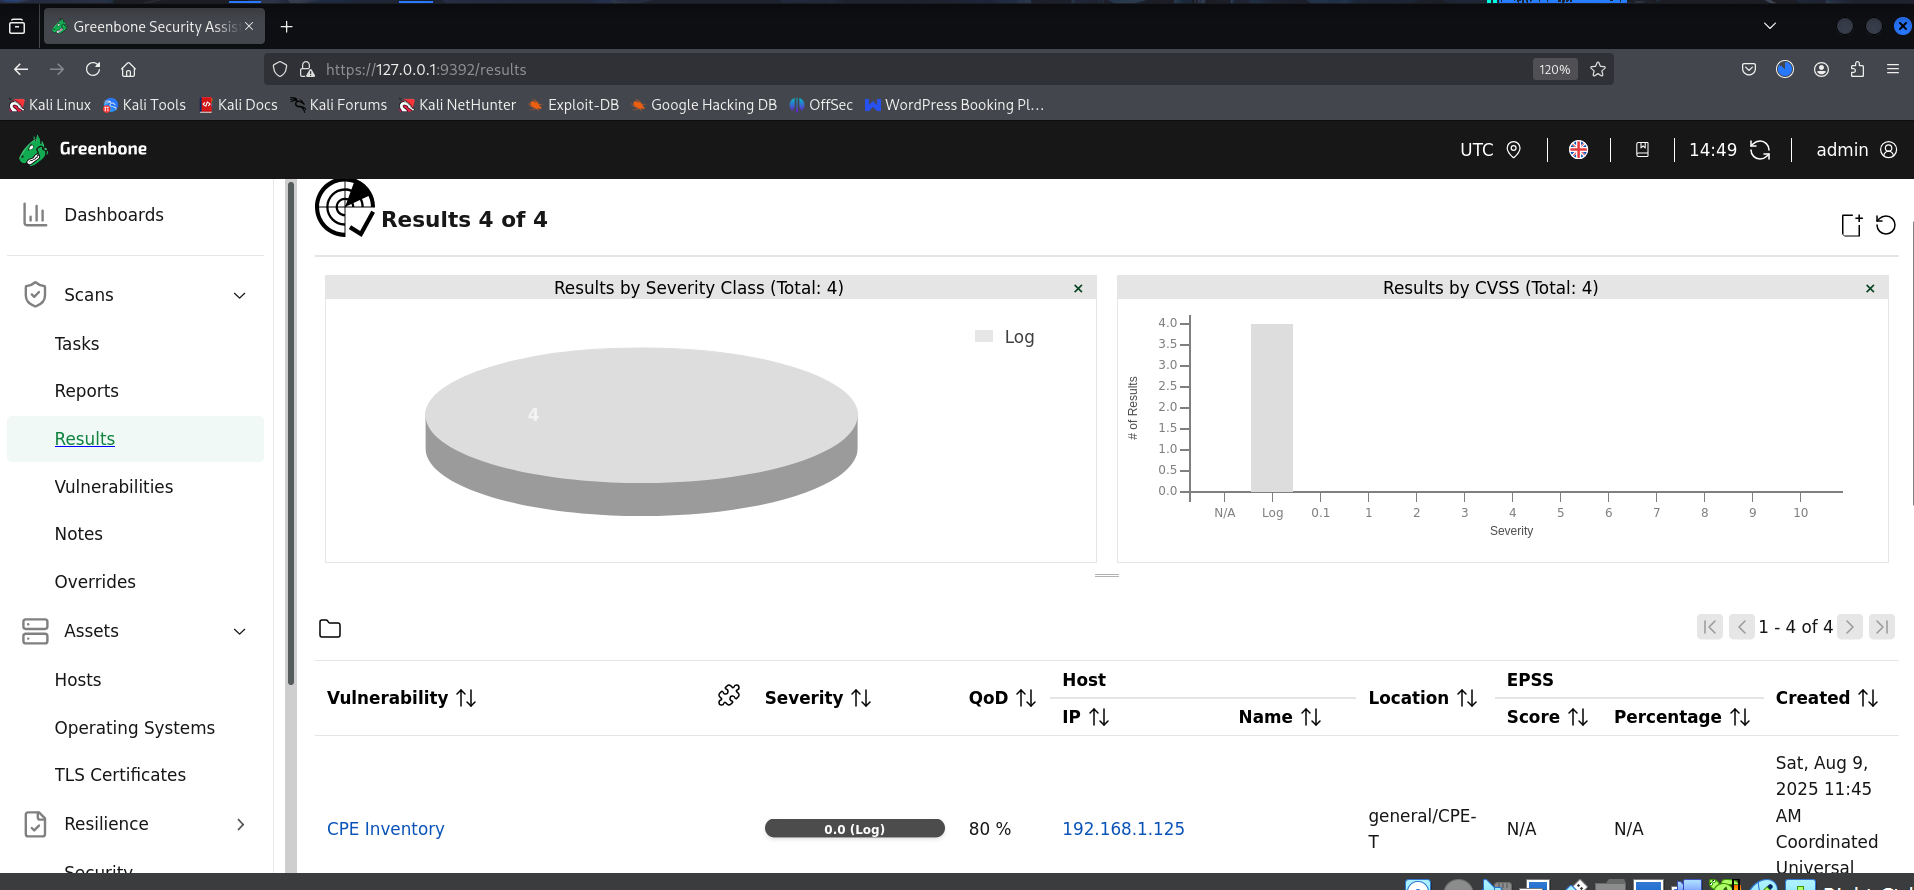 Greenbone Security Assis
https://127.0.0.1:9392/results
120%
Kali Linux Kali Tools Kali Docs Kali Forums Kali NetHunter Exploit-DB Google Hacking DB OffSec WordPress Booking Pl...
Greenbone
UTC 14:49 admin
Dashboards
Scans
Tasks
Reports
Results
Vulnerabilities
Notes
Overrides
Assets
Hosts
Operating Systems
TLS Certificates
Resilience
Security
Results 4 of 4
Results by Severity Class (Total: 4)
Log
4
Results by CVSS (Total: 4)
# of Results
4.0
3.5
3.0
2.5
2.0
1.5
1.0
0.5
0.0
N/A Log 0.1 1 2 3 4 5 6 7 8 9 10
Severity
1 - 4 of 4
Vulnerability Severity QoD Host Location EPSS Created
IP Name Score Percentage
CPE Inventory 0.0 (Log) 80 % 192.168.1.125 general/CPE-
T
N/A N/A
Sat, Aug 9,
2025 11:45
AM
Coordinated
Universal